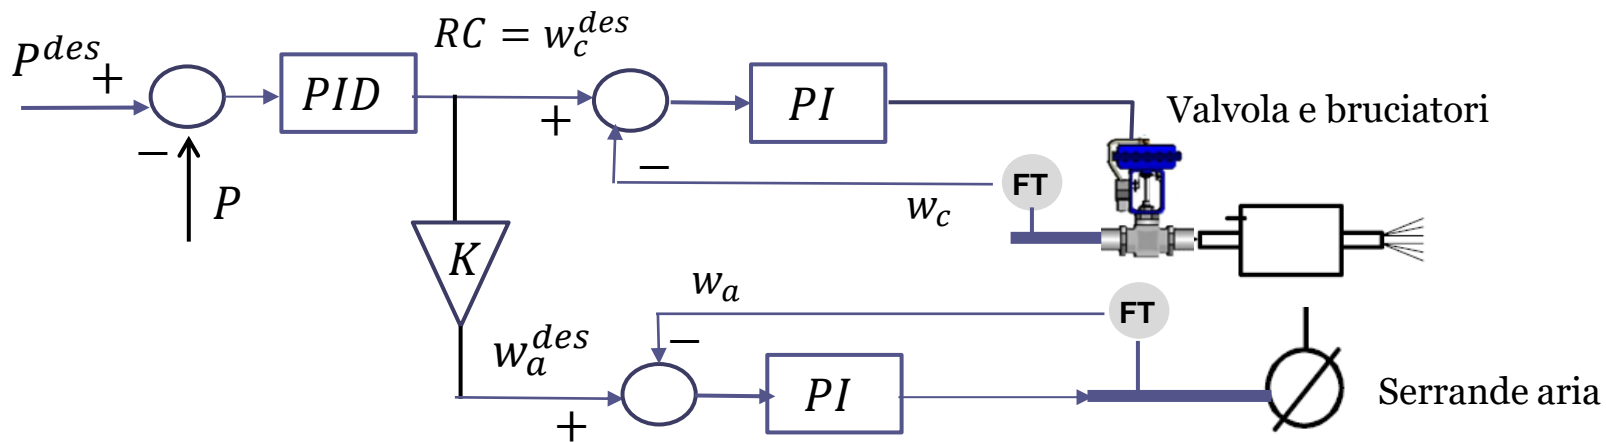 RC = w_c^{des}
P^{des}
+
PID
+
PI
Valvola e bruciatori
−
−
FT
P
w_c
K
w_a
FT
w_a^{des}
−
PI
Serrande aria
+